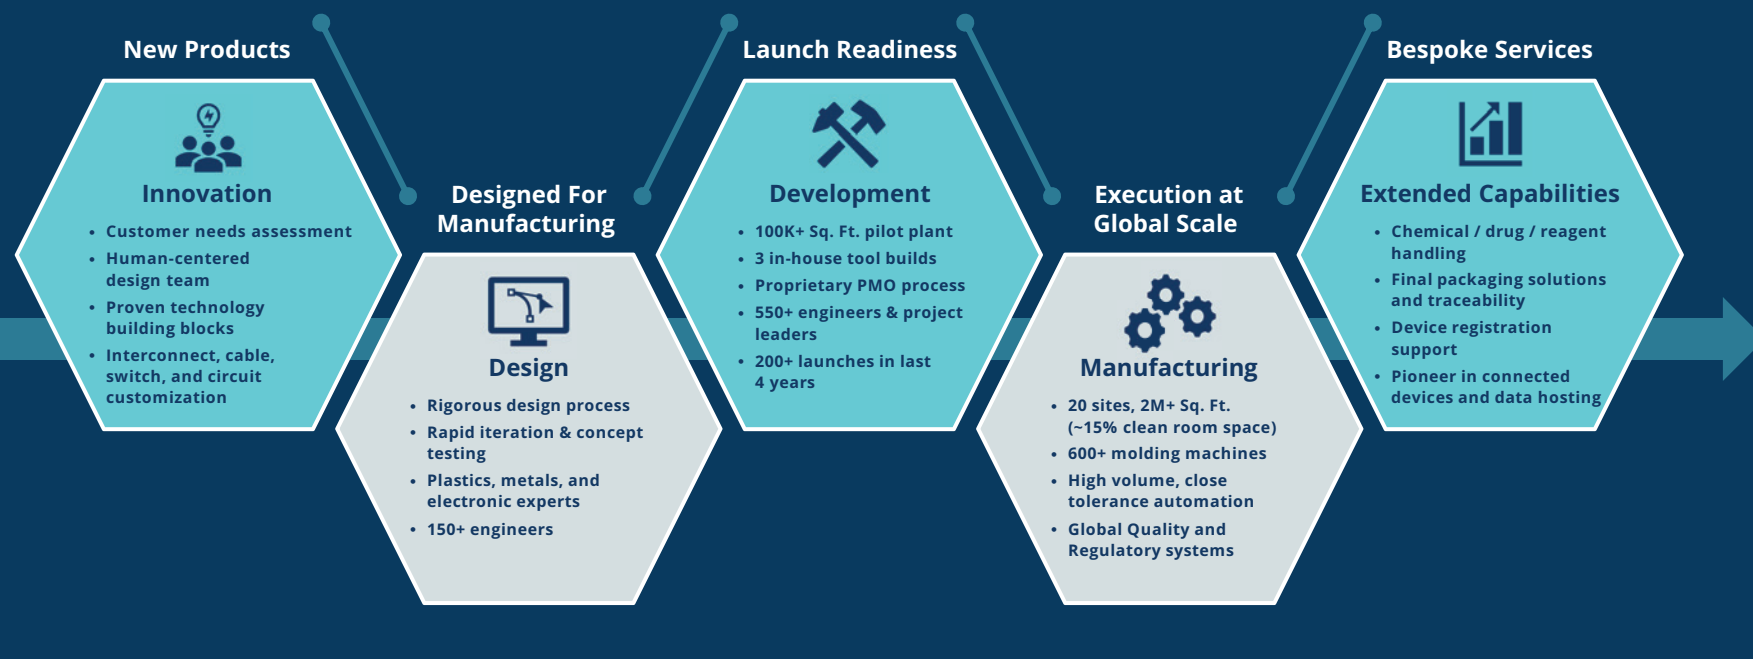 New Products
Innovation
• Customer needs assessment
• Human-centered
design team
• Proven technology
building blocks
• Interconnect, cable,
switch, and circuit
customization
Designed For
Manufacturing
Design
• Rigorous design process
• Rapid iteration & concept
testing
• Plastics, metals, and
electronic experts
• 150+ engineers
Launch Readiness
Development
• 100K+ Sq. Ft. pilot plant
• 3 in-house tool builds
• Proprietary PMO process
• 550+ engineers & project
leaders
• 200+ launches in last
4 years
Execution at
Global Scale
Manufacturing
• 20 sites, 2M+ Sq. Ft.
(~15% clean room space)
• 600+ molding machines
• High volume, close
tolerance automation
• Global Quality and
Regulatory systems
Bespoke Services
Extended Capabilities
• Chemical / drug / reagent
handling
• Final packaging solutions
and traceability
• Device registration
support
• Pioneer in connected
devices and data hosting